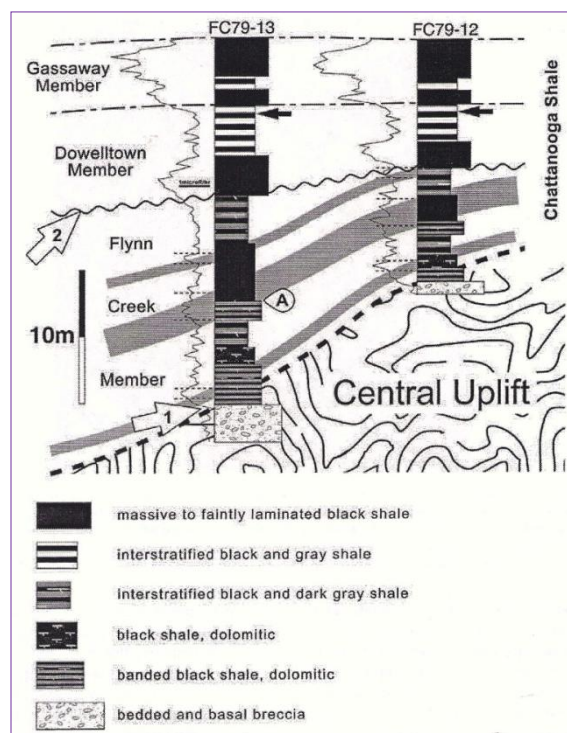 FC79-13
FC79-12
Gassaway
Member
Dowelltown
Member
Chattanooga Shale
2
Flynn
Creek
Member
10m
A
1
Central Uplift
massive to faintly laminated black shale
interstratified black and gray shale
interstratified black and dark gray shale
black shale, dolomitic
banded black shale, dolomitic
bedded and basal breccia